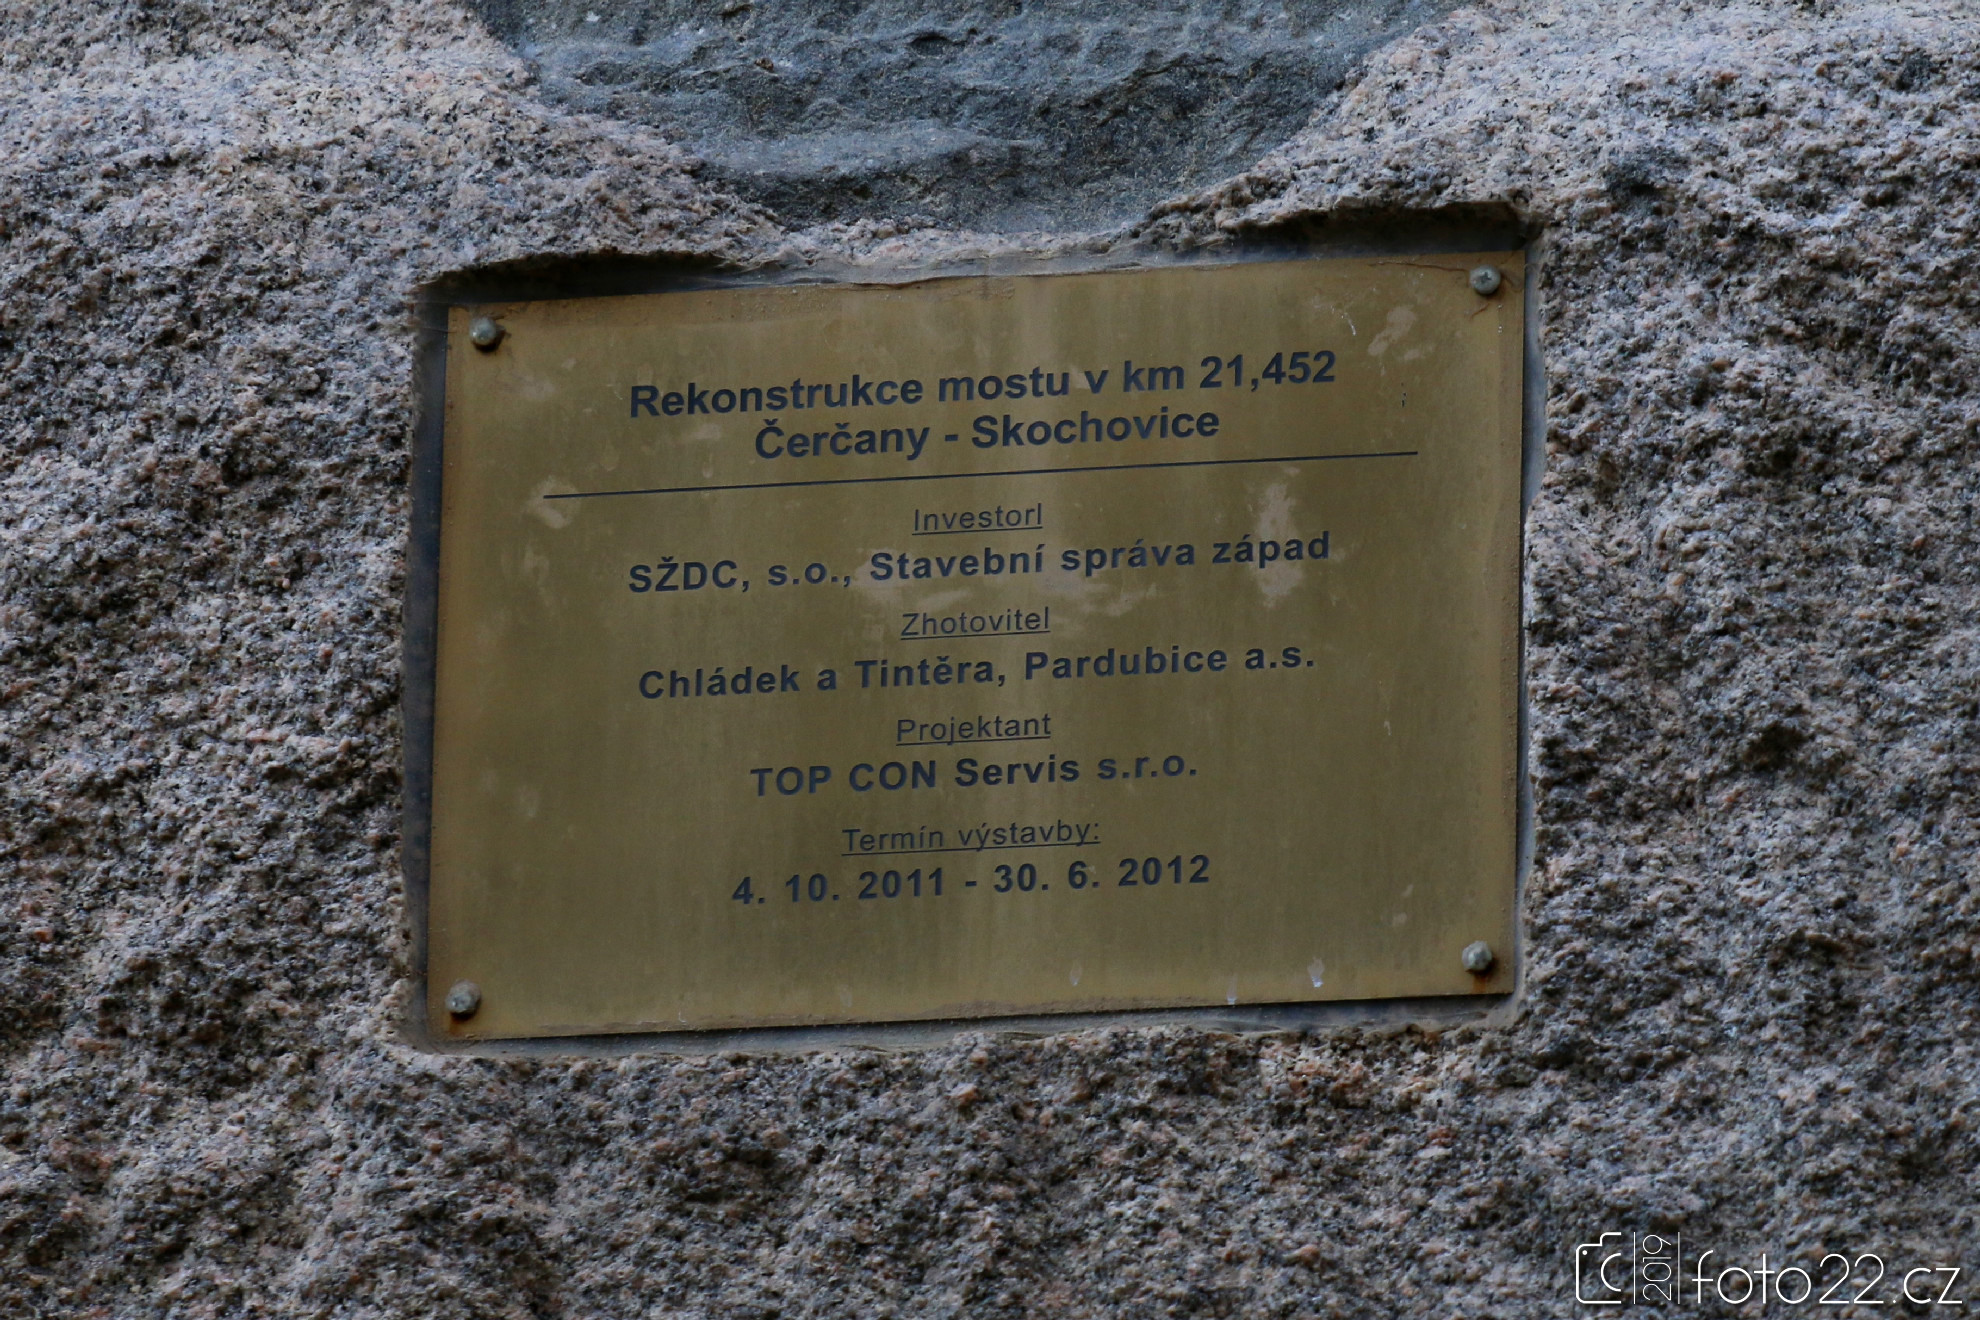 Rekonstrukce mostu v km 21,452
Čerčany - Skochovice
Investorl
SŽDC, s.o., Stavební správa západ
Zhotovitel
Chládek a Tintěra, Pardubice a.s.
Projektant
TOP CON Servis s.r.o.
Termín výstavby:
4. 10. 2011 - 30. 6. 2012
2019 foto22.cz